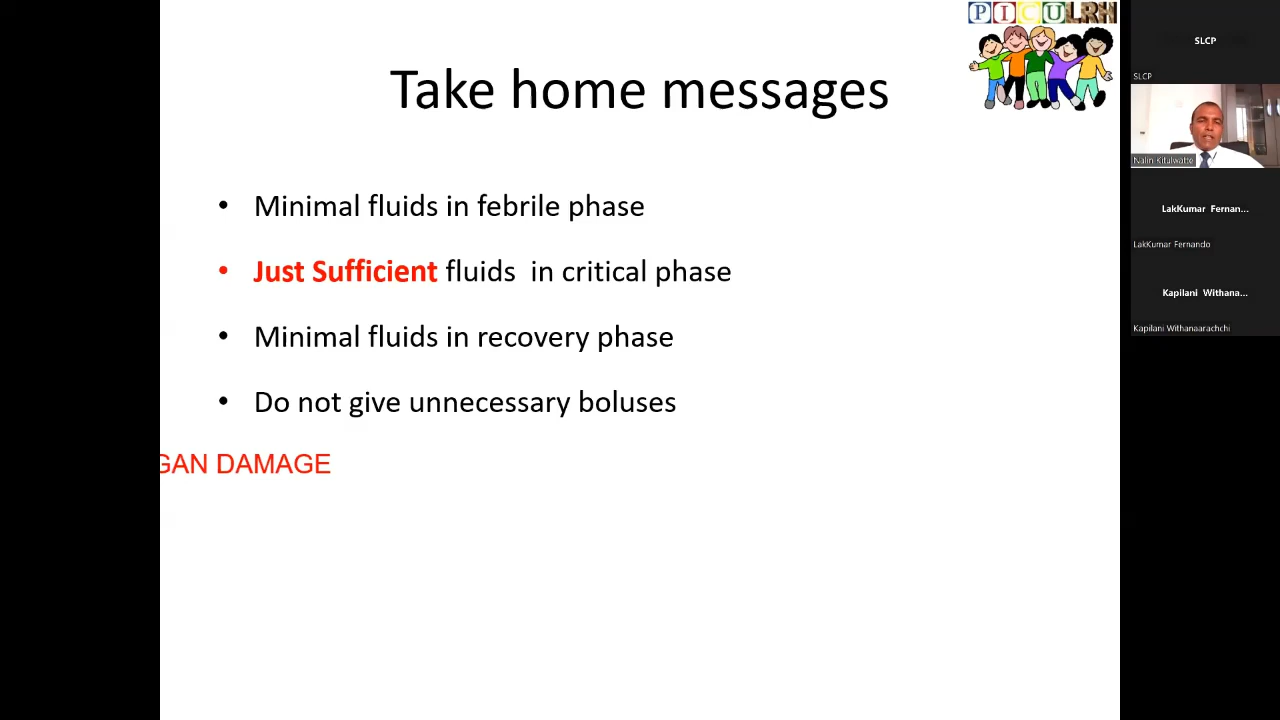 PICU LRH
Take home messages
• Minimal fluids in febrile phase
• Just Sufficient fluids in critical phase
• Minimal fluids in recovery phase
• Do not give unnecessary boluses
GAN DAMAGE
SLCP
SLCP
Nalin Kitulwatte
LakKumar Fernan...
LakKumar Fernando
Kapilani Withana...
Kapilani Withanaarachchi